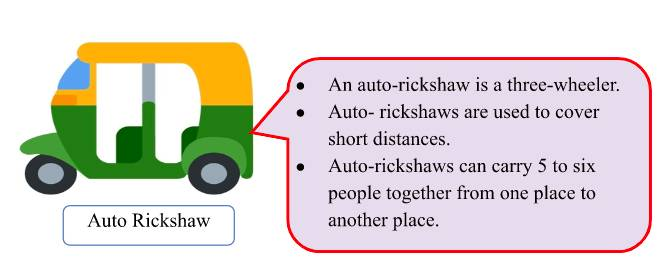 • An auto-rickshaw is a three-wheeler.
• Auto- rickshaws are used to cover
short distances.
• Auto-rickshaws can carry 5 to six
people together from one place to
another place.
Auto Rickshaw